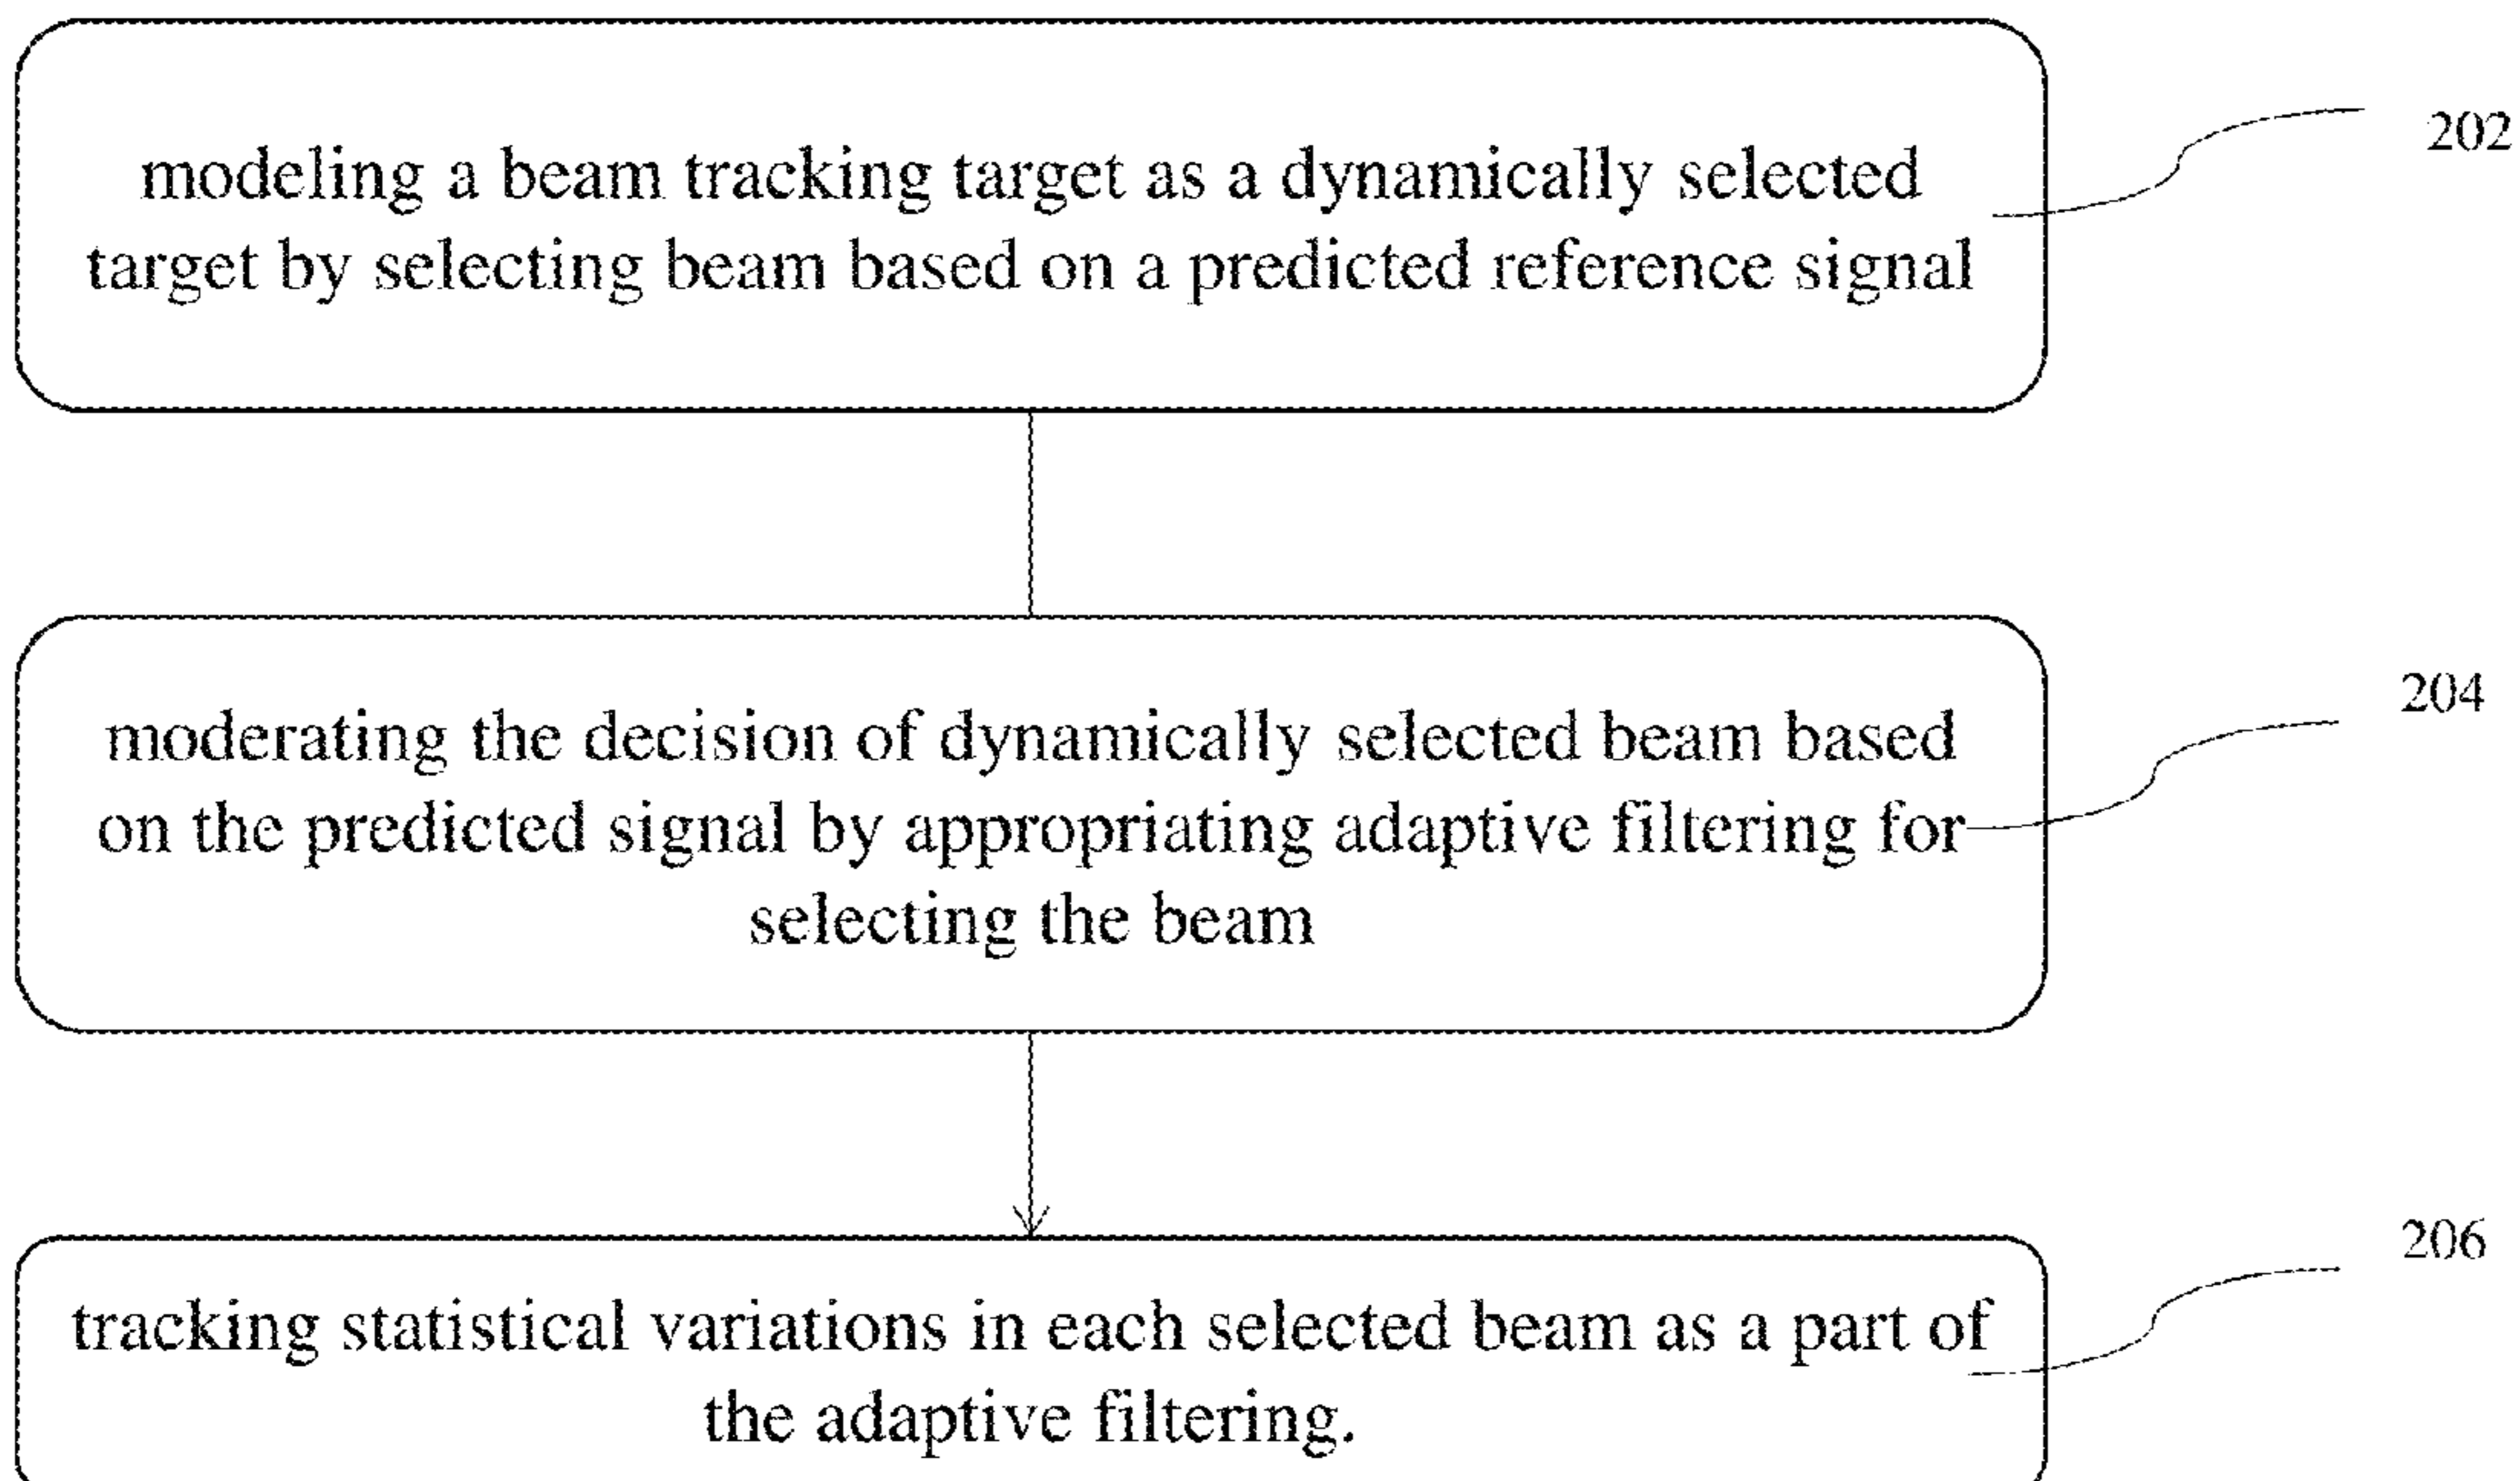 modeling a beam tracking target as a dynamically selected
target by selecting beam based on a predicted reference signal
202
moderating the decision of dynamically selected beam based
on the predicted signal by appropriating adaptive filtering for
selecting the beam
204
tracking statistical variations in each selected beam as a part of
the adaptive filtering.
206